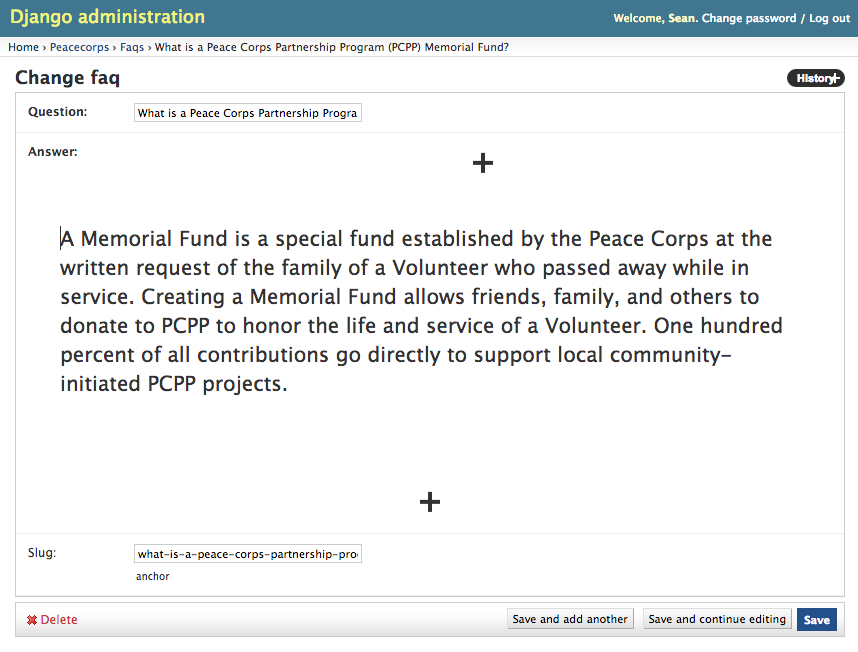 Django administration
Welcome, Sean. Change password / Log out
Home › Peacecorps › Faqs › What is a Peace Corps Partnership Program (PCPP) Memorial Fund?
Change faq
History+
Question:
What is a Peace Corps Partnership Progra
Answer:
+
A Memorial Fund is a special fund established by the Peace Corps at the
written request of the family of a Volunteer who passed away while in
service. Creating a Memorial Fund allows friends, family, and others to
donate to PCPP to honor the life and service of a Volunteer. One hundred
percent of all contributions go directly to support local community-
initiated PCPP projects.
+
Slug:
what-is-a-peace-corps-partnership-pro
anchor
Delete
Save and add another
Save and continue editing
Save